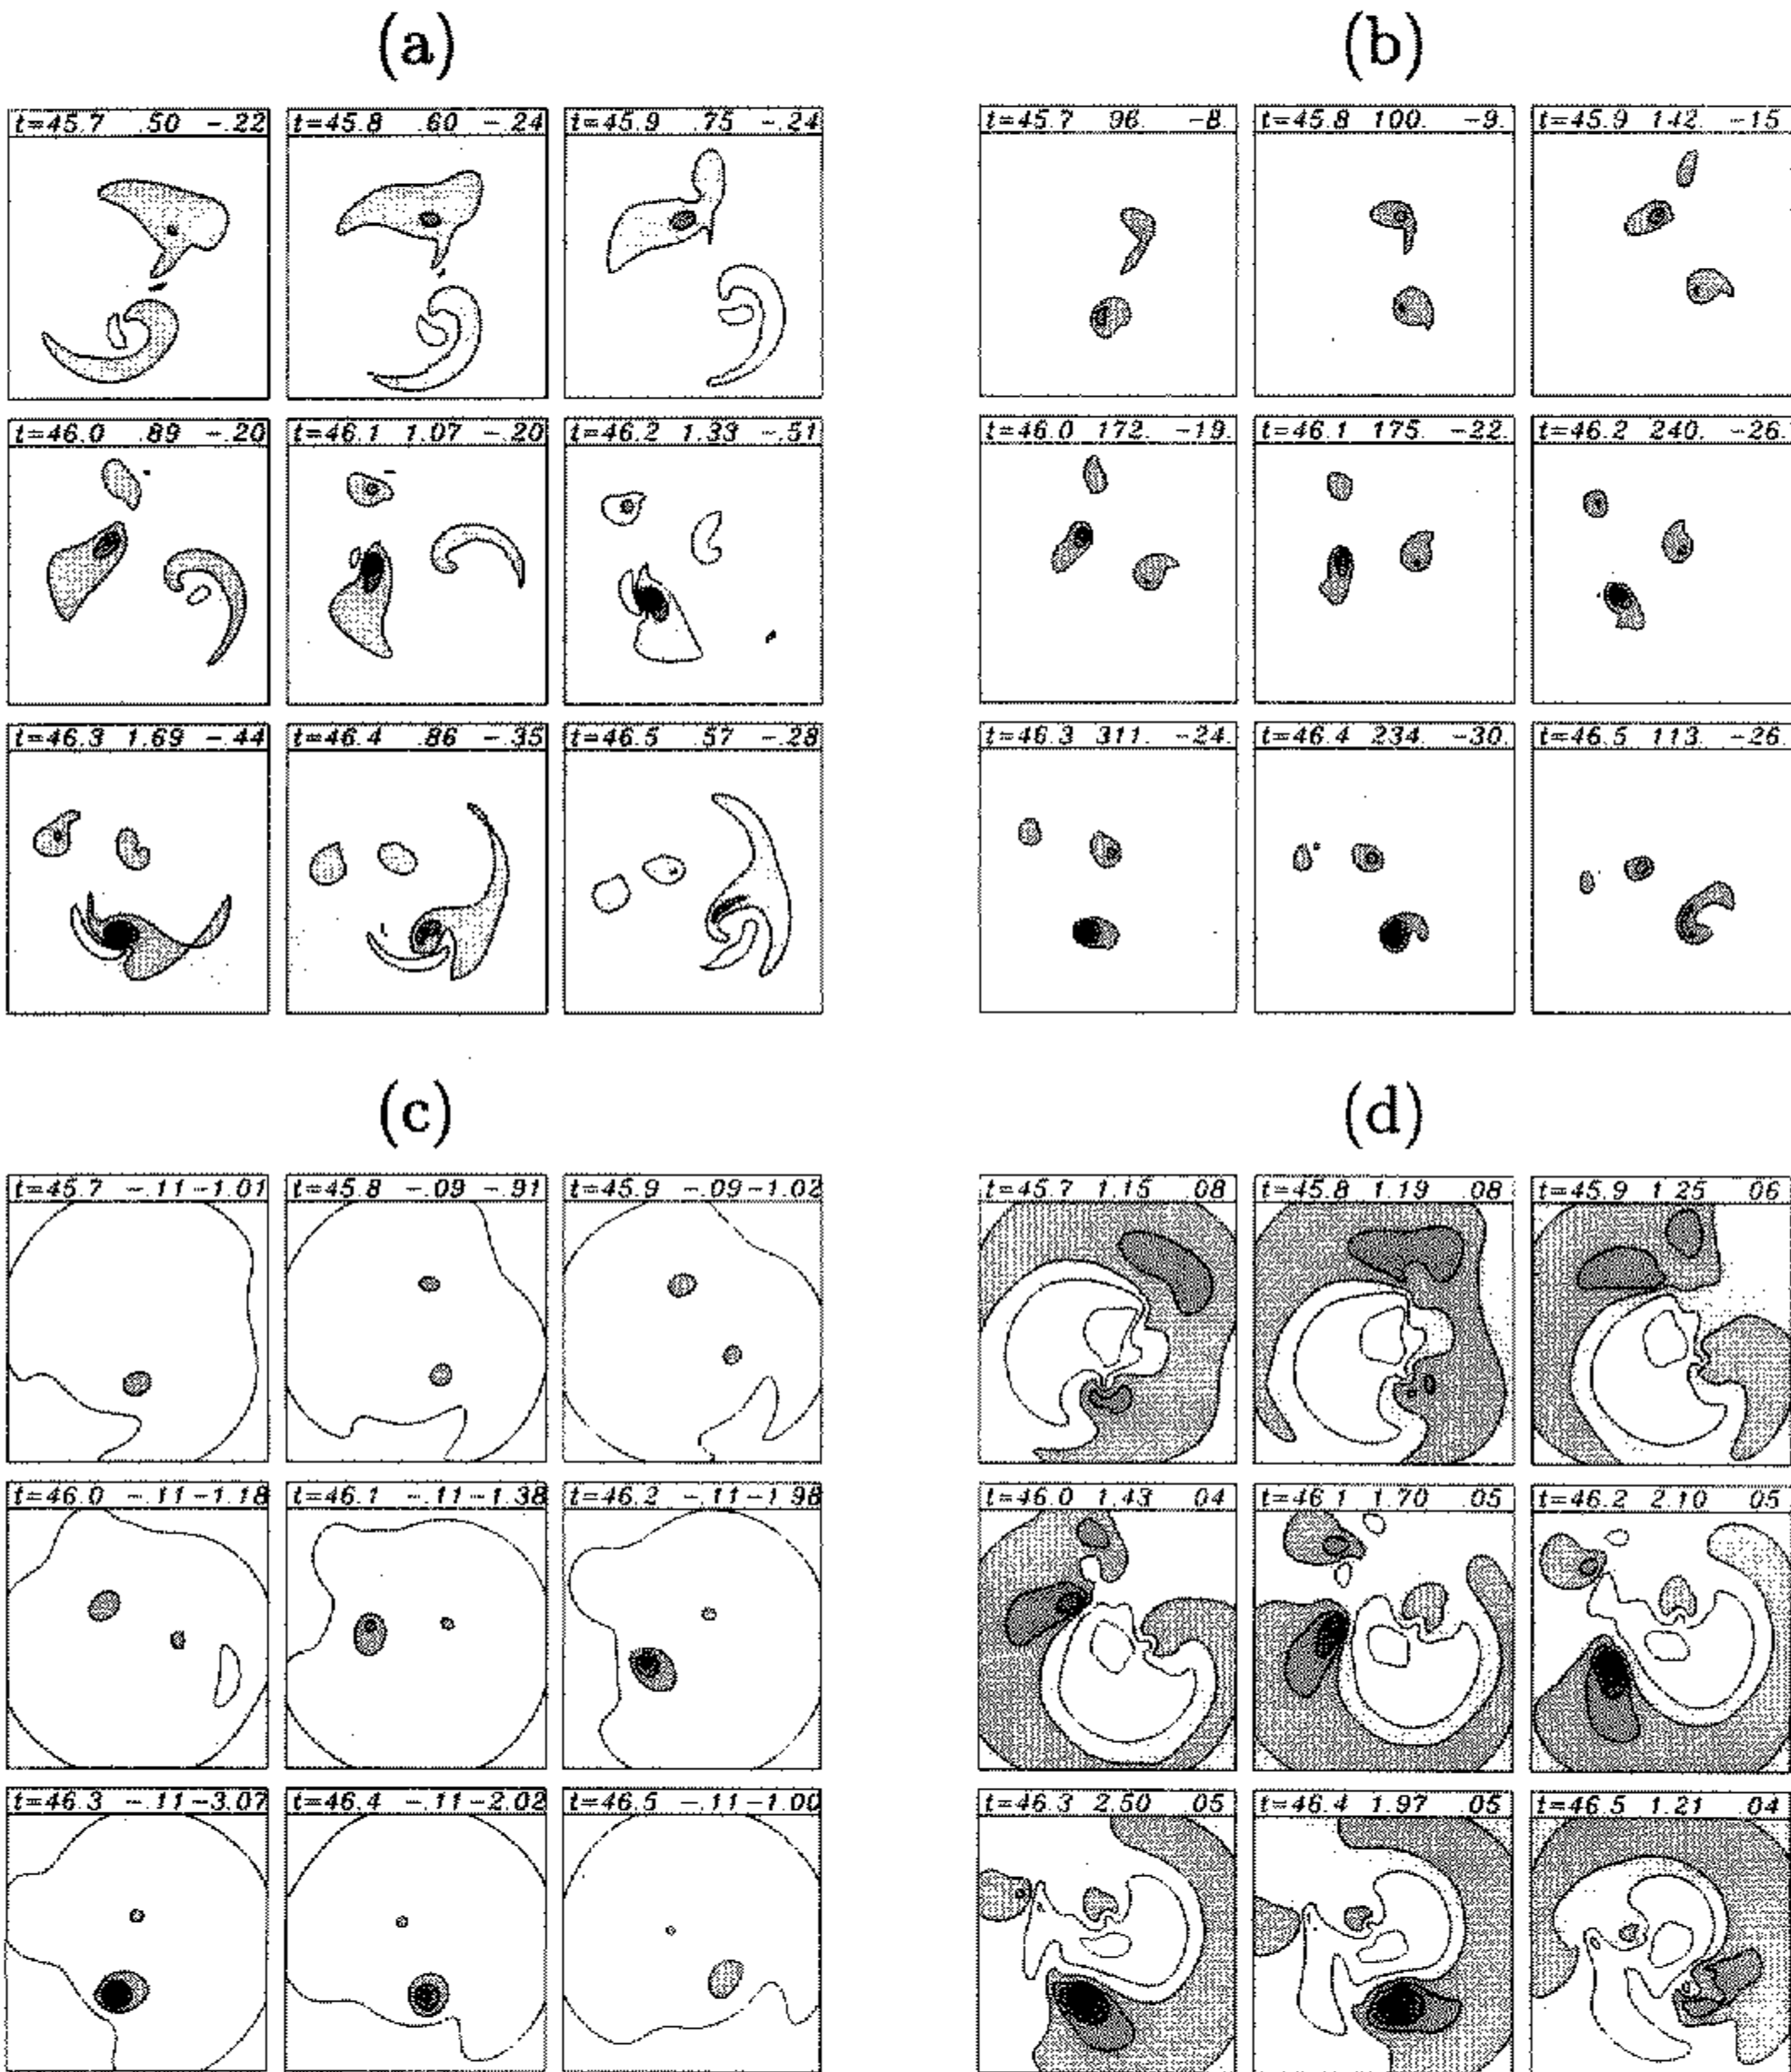 (a)
t=45.7 .50 -.22
t=45.8 .60 -.24
t=45.9 .75 -.24
t=46.0 .89 -.20
t=46.1 1.07 -.20
t=46.2 1.33 -.51
t=46.3 1.69 -.44
t=46.4 .86 -.35
t=46.5 .57 -.28
(b)
t=45.7 96. -8.
t=45.8 100. -9.
t=45.9 142. -15
t=46.0 172. -19.
t=46.1 175. -22.
t=46.2 240. -26.
t=46.3 311. -24.
t=46.4 234. -30.
t=46.5 113. -26.
(c)
t=45.7 -.11-1.01
t=45.8 -.09 -.91
t=45.9 -.09-1.02
t=46.0 -.11-1.18
t=46.1 -.11-1.38
t=46.2 -.11-1.98
t=46.3 -.11-3.07
t=46.4 -.11-2.02
t=46.5 -.11-1.00
(d)
t=45.7 1.15 .08
t=45.8 1.19 .08
t=45.9 1.25 .06
t=46.0 1.43 .04
t=46.1 1.70 .05
t=46.2 2.10 .05
t=46.3 2.50 .05
t=46.4 1.97 .05
t=46.5 1.21 .04